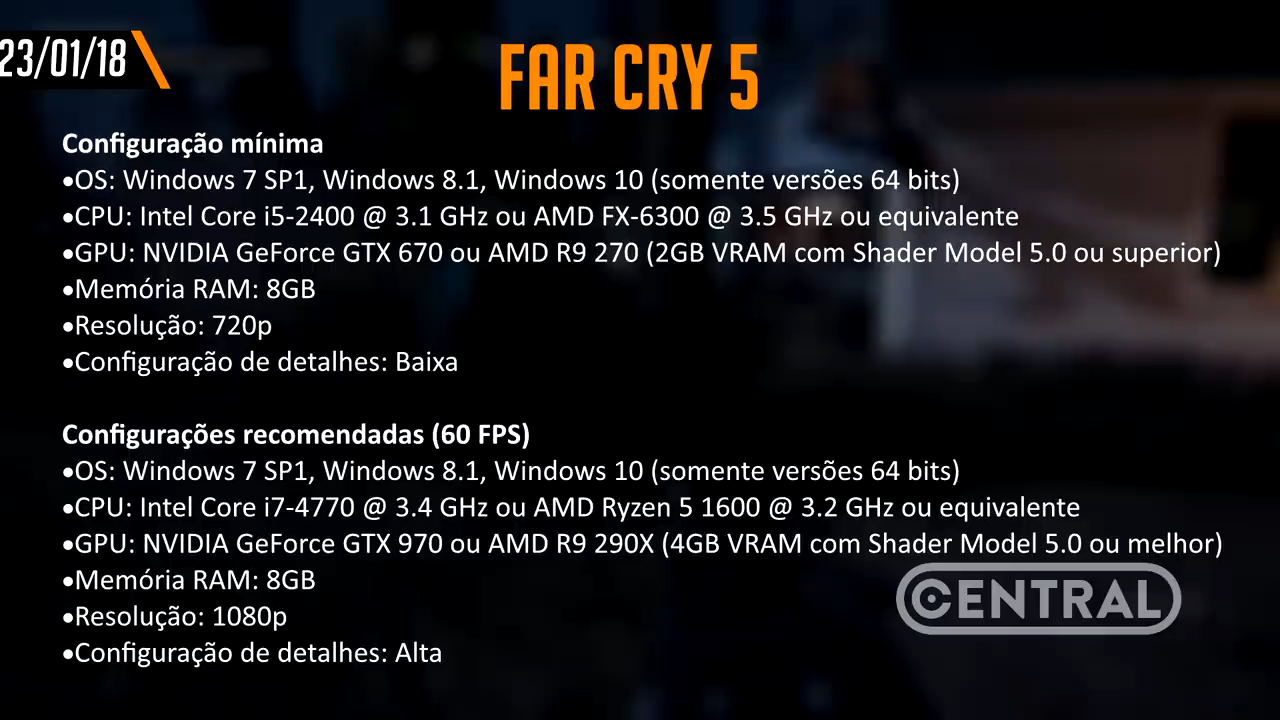 23/01/18
FAR CRY 5
Configuração mínima
•OS: Windows 7 SP1, Windows 8.1, Windows 10 (somente versões 64 bits)
•CPU: Intel Core i5-2400 @ 3.1 GHz ou AMD FX-6300 @ 3.5 GHz ou equivalente
•GPU: NVIDIA GeForce GTX 670 ou AMD R9 270 (2GB VRAM com Shader Model 5.0 ou superior)
•Memória RAM: 8GB
•Resolução: 720p
•Configuração de detalhes: Baixa
Configurações recomendadas (60 FPS)
•OS: Windows 7 SP1, Windows 8.1, Windows 10 (somente versões 64 bits)
•CPU: Intel Core i7-4770 @ 3.4 GHz ou AMD Ryzen 5 1600 @ 3.2 GHz ou equivalente
•GPU: NVIDIA GeForce GTX 970 ou AMD R9 290X (4GB VRAM com Shader Model 5.0 ou melhor)
•Memória RAM: 8GB
•Resolução: 1080p
•Configuração de detalhes: Alta
CENTRAL